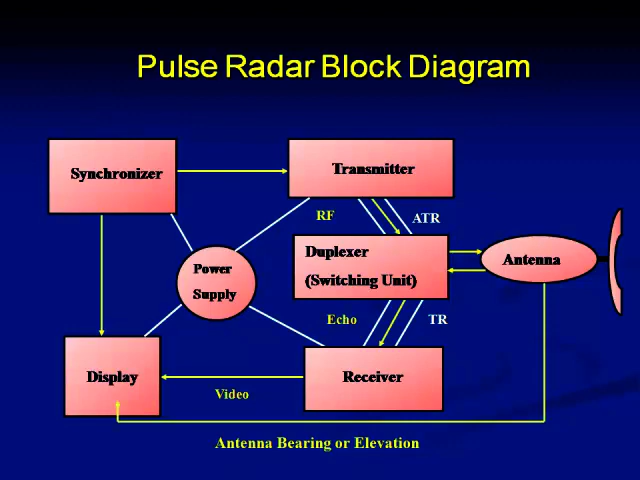 Pulse Radar Block Diagram
Synchronizer
Transmitter
RF
ATR
Duplexer
(Switching Unit)
Antenna
Power
Supply
Echo
TR
Display
Receiver
Video
Antenna Bearing or Elevation